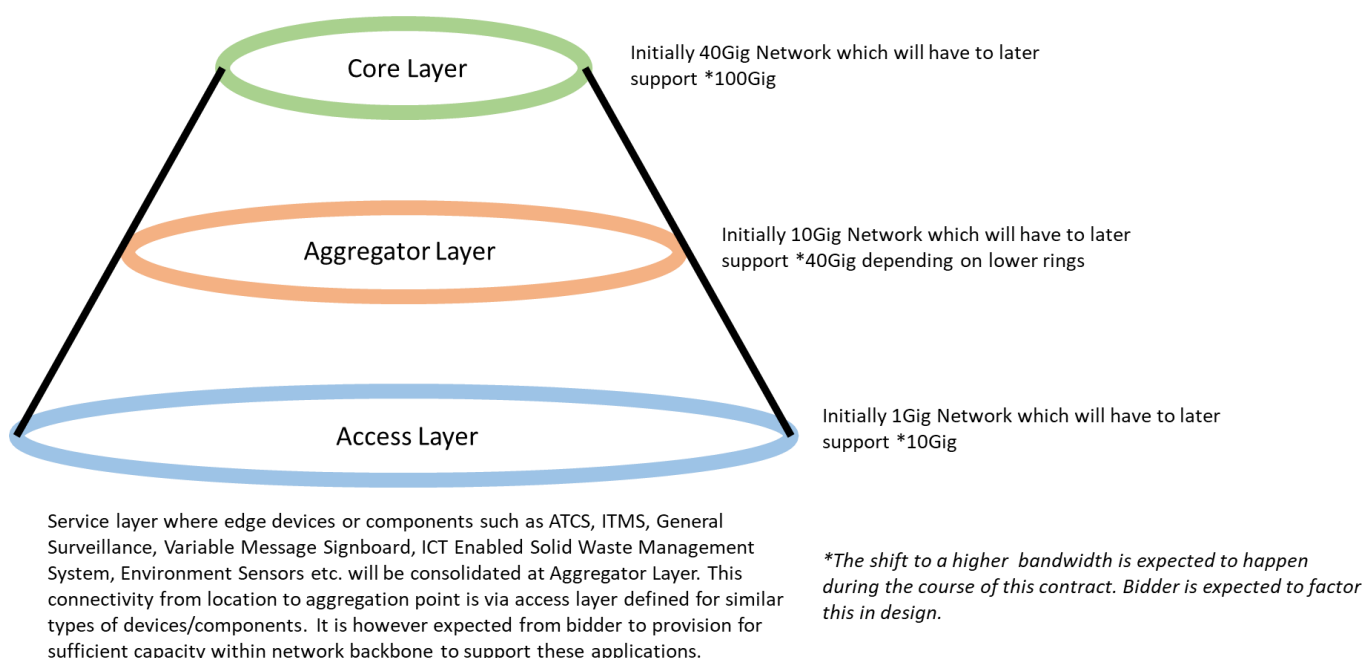 Core Layer
Initially 40Gig Network which will have to later
support *100Gig
Aggregator Layer
Initially 10Gig Network which will have to later
support *40Gig depending on lower rings
Access Layer
Initially 1Gig Network which will have to later
support *10Gig
Service layer where edge devices or components such as ATCS, ITMS, General
Surveillance, Variable Message Signboard, ICT Enabled Solid Waste Management
System, Environment Sensors etc. will be consolidated at Aggregator Layer. This
connectivity from location to aggregation point is via access layer defined for similar
types of devices/components. It is however expected from bidder to provision for
sufficient capacity within network backbone to support these applications.
*The shift to a higher bandwidth is expected to happen
during the course of this contract. Bidder is expected to factor
this in design.